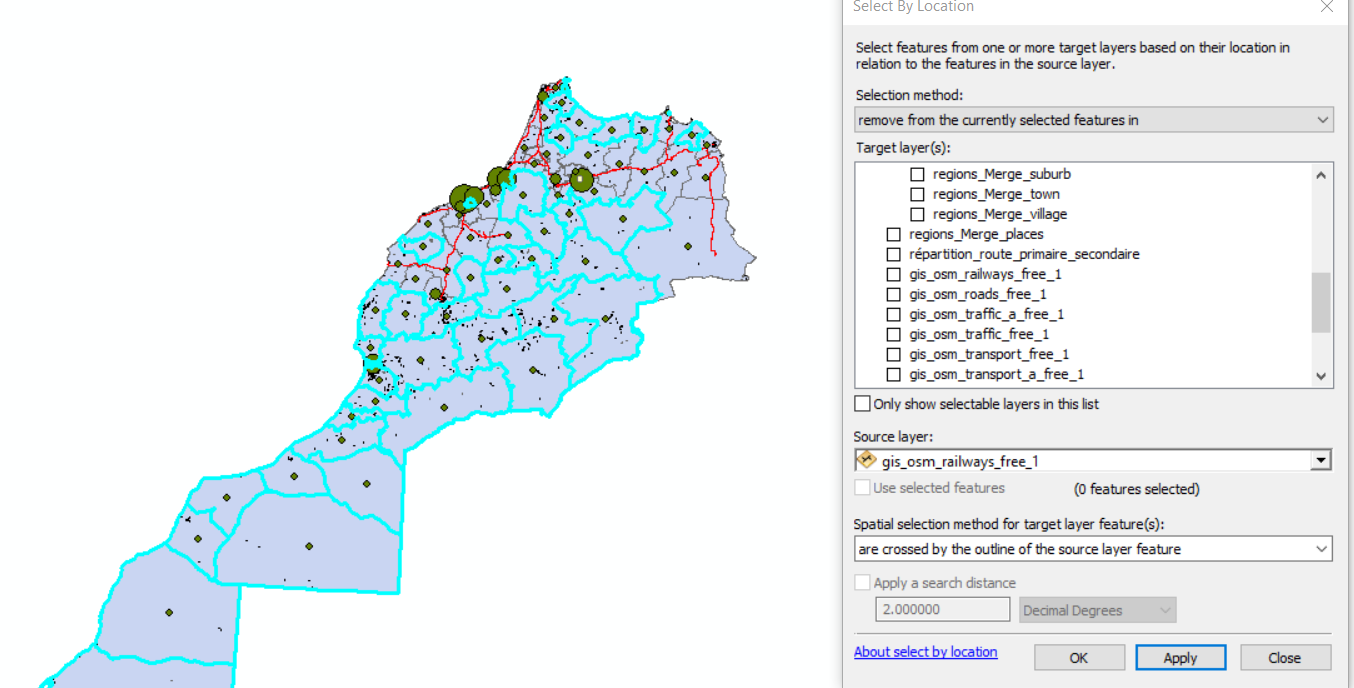 Select By Location
Select features from one or more target layers based on their location in
relation to the features in the source layer.
Selection method:
remove from the currently selected features in
Target layer(s):
regions_Merge_suburb
regions_Merge_town
regions_Merge_village
regions_Merge_places
répartition_route_primaire_secondaire
gis_osm_railways_free_1
gis_osm_roads_free_1
gis_osm_traffic_a_free_1
gis_osm_traffic_free_1
gis_osm_transport_free_1
gis_osm_transport_a_free_1
Only show selectable layers in this list
Source layer:
gis_osm_railways_free_1
Use selected features (0 features selected)
Spatial selection method for target layer feature(s):
are crossed by the outline of the source layer feature
Apply a search distance
2.000000 Decimal Degrees
About select by location OK Apply Close